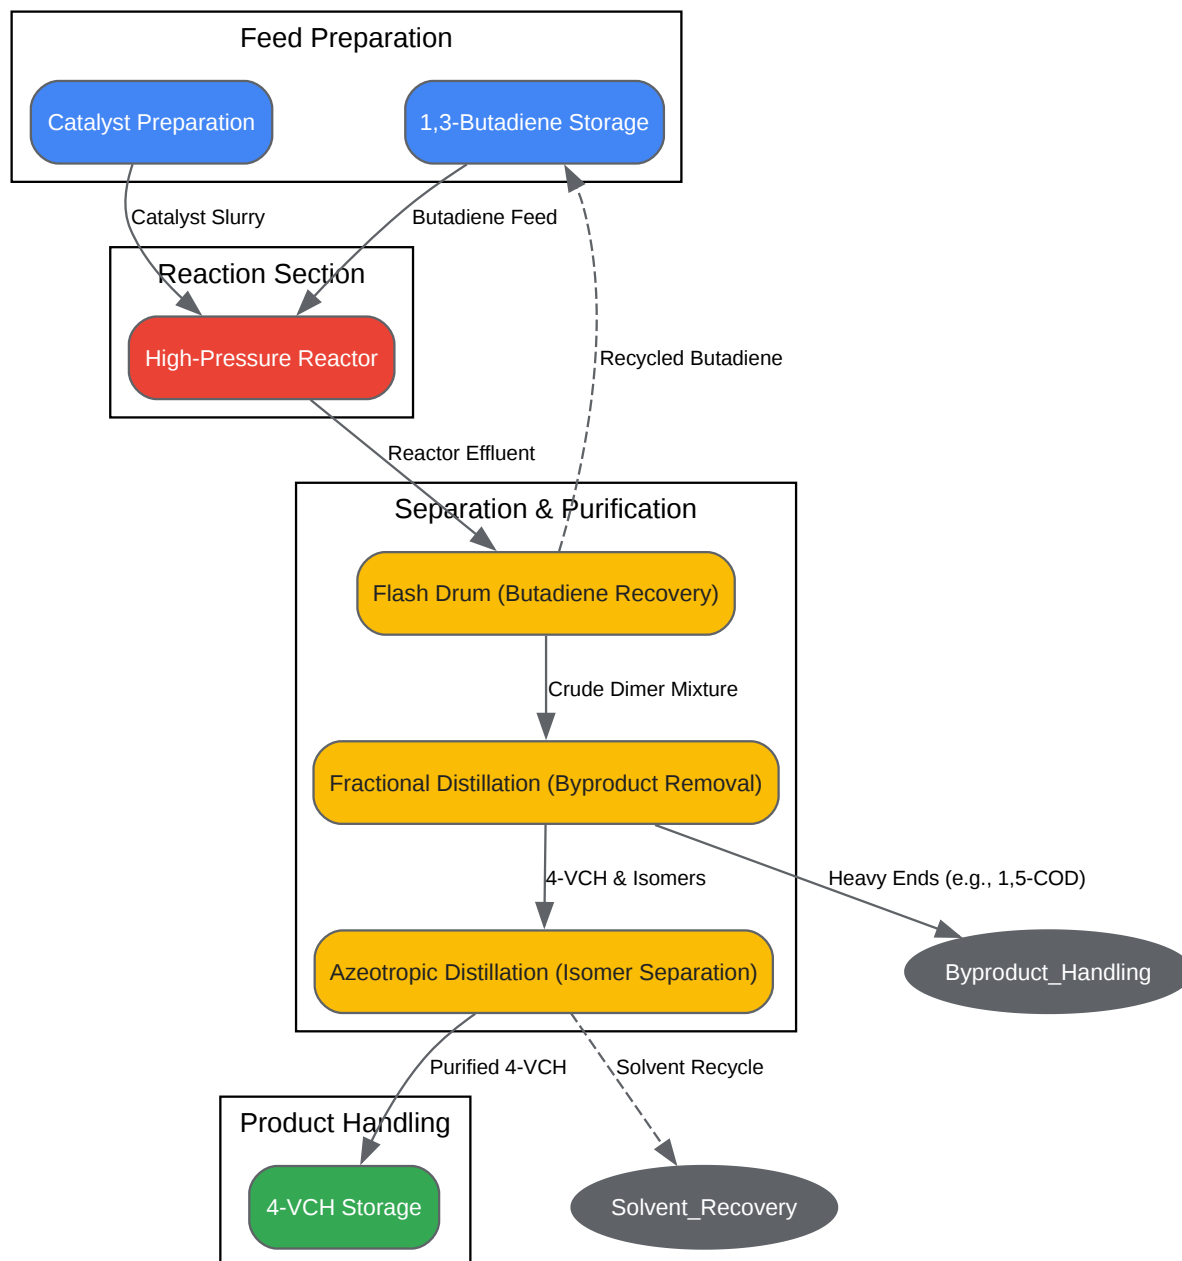 Feed Preparation
Catalyst Preparation
1,3-Butadiene Storage
Catalyst Slurry
Butadiene Feed
Reaction Section
High-Pressure Reactor
Recycled Butadiene
Reactor Effluent
Separation & Purification
Flash Drum (Butadiene Recovery)
Crude Dimer Mixture
Fractional Distillation (Byproduct Removal)
4-VCH & Isomers
Heavy Ends (e.g., 1,5-COD)
Azeotropic Distillation (Isomer Separation)
Byproduct_Handling
Purified 4-VCH
Solvent Recycle
Product Handling
4-VCH Storage
Solvent_Recovery